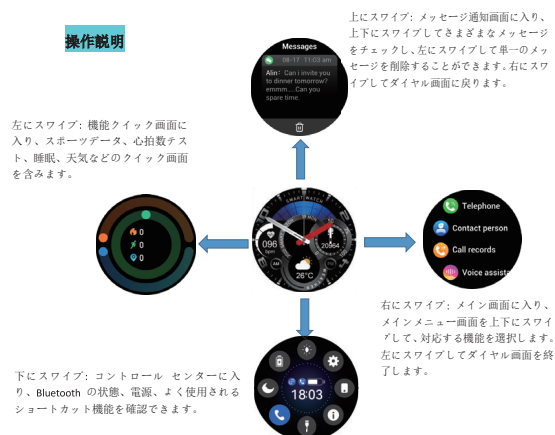 操作説明
上にスワイプ: メッセージ通知画面に入り、
上下にスワイプしてきまざまなメッセージ
をチェックし、左にスワイプして単一のメッ
セージを削除することができます。右にスワ
イプしてダイヤル画面に戻ります。
Messages
08-17 11:03 am
Alin: Can i invite you
to dinner tomorrow?
emmm....Can you
spare time.
左にスワイプ: 機能クイック画面に
入り、スポーツデータ、心拍数テス
ト、睡眠、天気などのクイック画面
を含みます。
0
0
0
SMART WATCH
096
bpm
20964
AM
26°C
Telephone
Contact person
Call records
Voice assista
右にスワイプ: メイン画面に入り、
メインメニュー画面を上下にスワイ
プして、対応する機能を選択します。
左にスワイプしてダイヤル画面を終
了します。
下にスワイプ: コントロール センターに入
り、Bluetooth の状態、電源、よく使用される
ショートカット機能を確認できます。
18:03